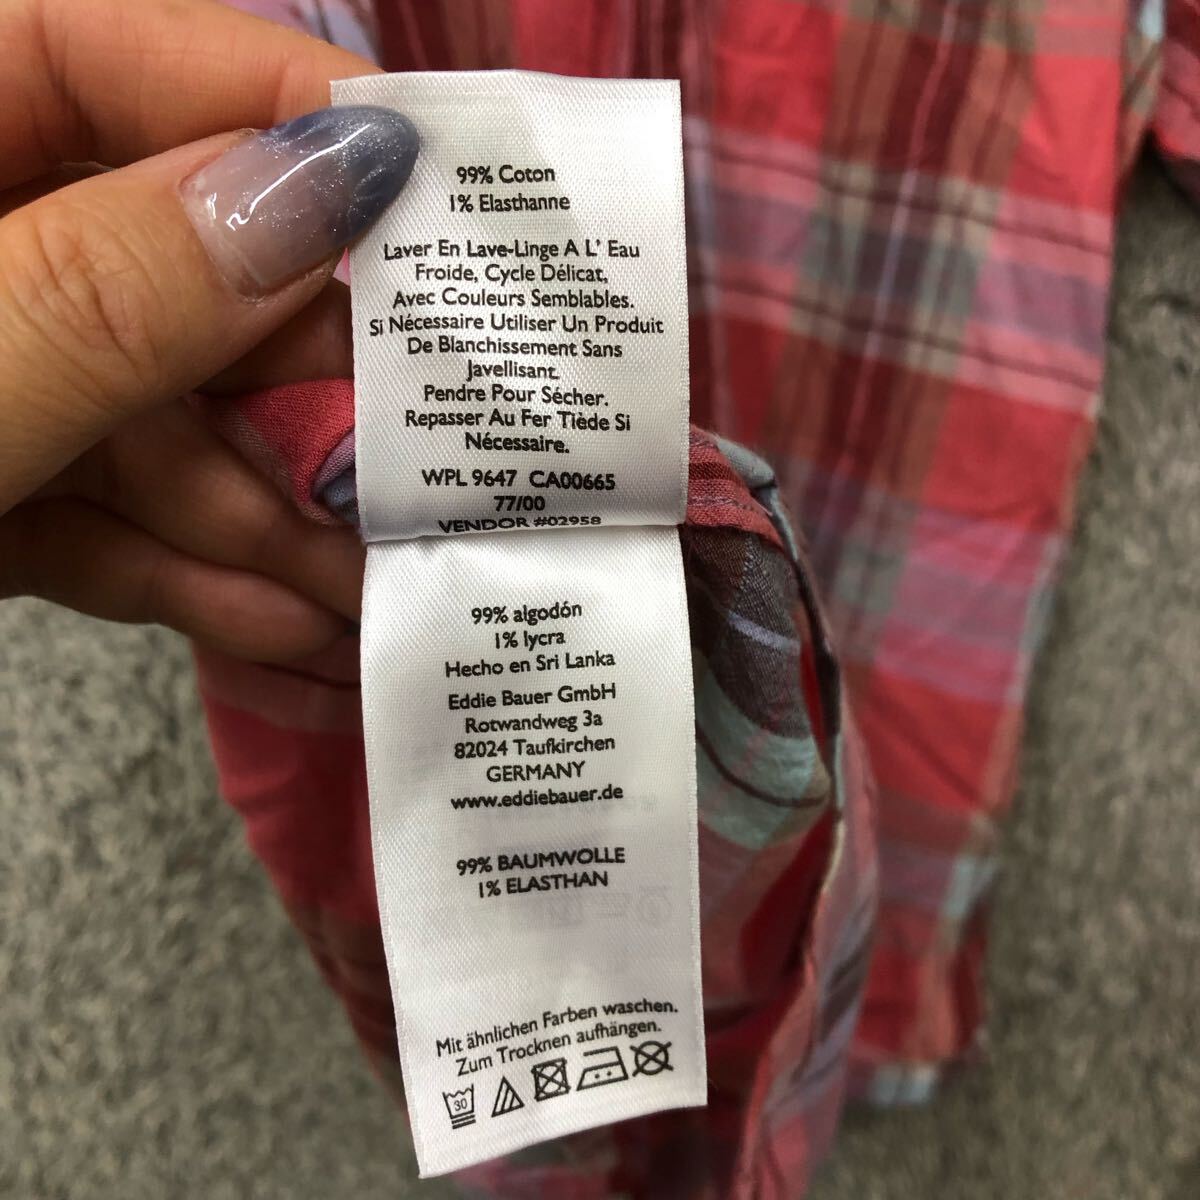 99% Coton
1% Elasthanne
Laver En Lave-Linge A L' Eau
Froide, Cycle Délicat,
Avec Couleurs Semblables.
Si Nécessaire Utiliser Un Produit
De Blanchissement Sans
Javellisant.
Pendre Pour Sécher.
Repasser Au Fer Tiède Si
Nécessaire.
WPL 9647 CA00665
77/00
VENDOR #02958
99% algodón
1% lycra
Hecho en Sri Lanka
Eddie Bauer GmbH
Rotwandweg 3a
82024 Taufkirchen
GERMANY
www.eddiebauer.de
99% BAUMWOLLE
1% ELASTHAN
Mit ähnlichen Farben waschen.
Zum Trocknen aufhängen.
30